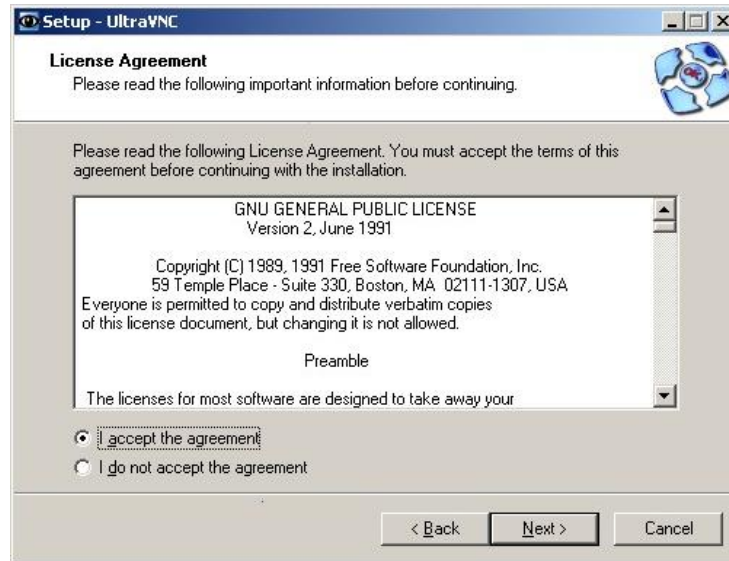 Setup - UltraVNC
License Agreement
Please read the following important information before continuing.
Please read the following License Agreement. You must accept the terms of this
agreement before continuing with the installation.
GNU GENERAL PUBLIC LICENSE
Version 2, June 1991
Copyright (C) 1989, 1991 Free Software Foundation, Inc.
59 Temple Place - Suite 330, Boston, MA 02111-1307, USA
Everyone is permitted to copy and distribute verbatim copies
of this license document, but changing it is not allowed.
Preamble
The licenses for most software are designed to take away your
I accept the agreement
I do not accept the agreement
< Back Next > Cancel